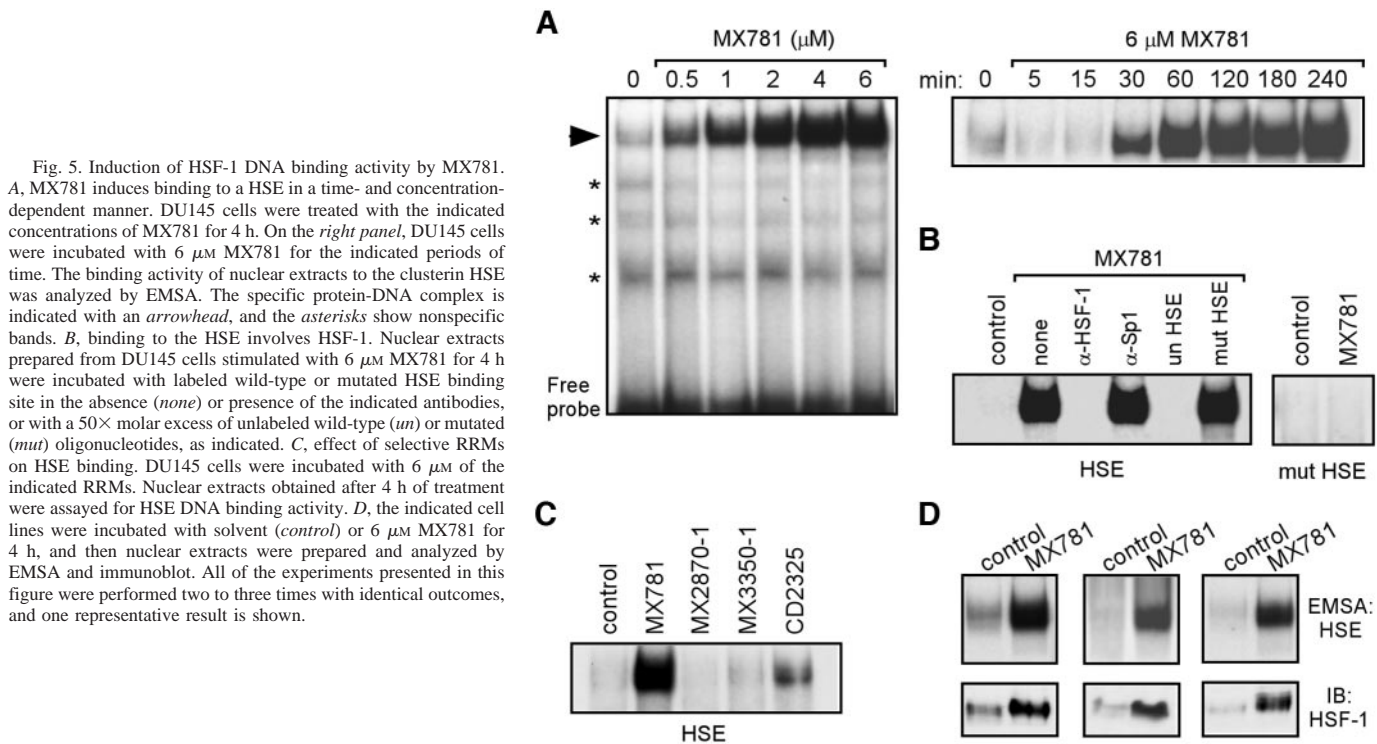 Fig. 5. Induction of HSF-1 DNA binding activity by MX781.
A, MX781 induces binding to a HSE in a time- and concentration-
dependent manner. DU145 cells were treated with the indicated
concentrations of MX781 for 4 h. On the right panel, DU145 cells
were incubated with 6 μM MX781 for the indicated periods of
time. The binding activity of nuclear extracts to the clusterin HSE
was analyzed by EMSA. The specific protein-DNA complex is
indicated with an arrowhead, and the asterisks show nonspecific
bands. B, binding to the HSE involves HSF-1. Nuclear extracts
prepared from DU145 cells stimulated with 6 μM MX781 for 4 h
were incubated with labeled wild-type or mutated HSE binding
site in the absence (none) or presence of the indicated antibodies,
or with a 50× molar excess of unlabeled wild-type (un) or mutated
(mut) oligonucleotides, as indicated. C, effect of selective RRMs
on HSE binding. DU145 cells were incubated with 6 μM of the
indicated RRMs. Nuclear extracts obtained after 4 h of treatment
were assayed for HSE DNA binding activity. D, the indicated cell
lines were incubated with solvent (control) or 6 μM MX781 for
4 h, and then nuclear extracts were prepared and analyzed by
EMSA and immunoblot. All of the experiments presented in this
figure were performed two to three times with identical outcomes,
and one representative result is shown.
A
MX781 (μM)
0 0.5 1 2 4 6
*
*
*
Free
probe
6 μM MX781
min: 0 5 15 30 60 120 180 240
B
MX781
control none α-HSF-1 α-Sp1 un HSE mut HSE
HSE
control MX781
mut HSE
C
control MX781 MX2870-1 MX3350-1 CD2325
HSE
D
control MX781 control MX781 control MX781
EMSA:
HSE
IB:
HSF-1